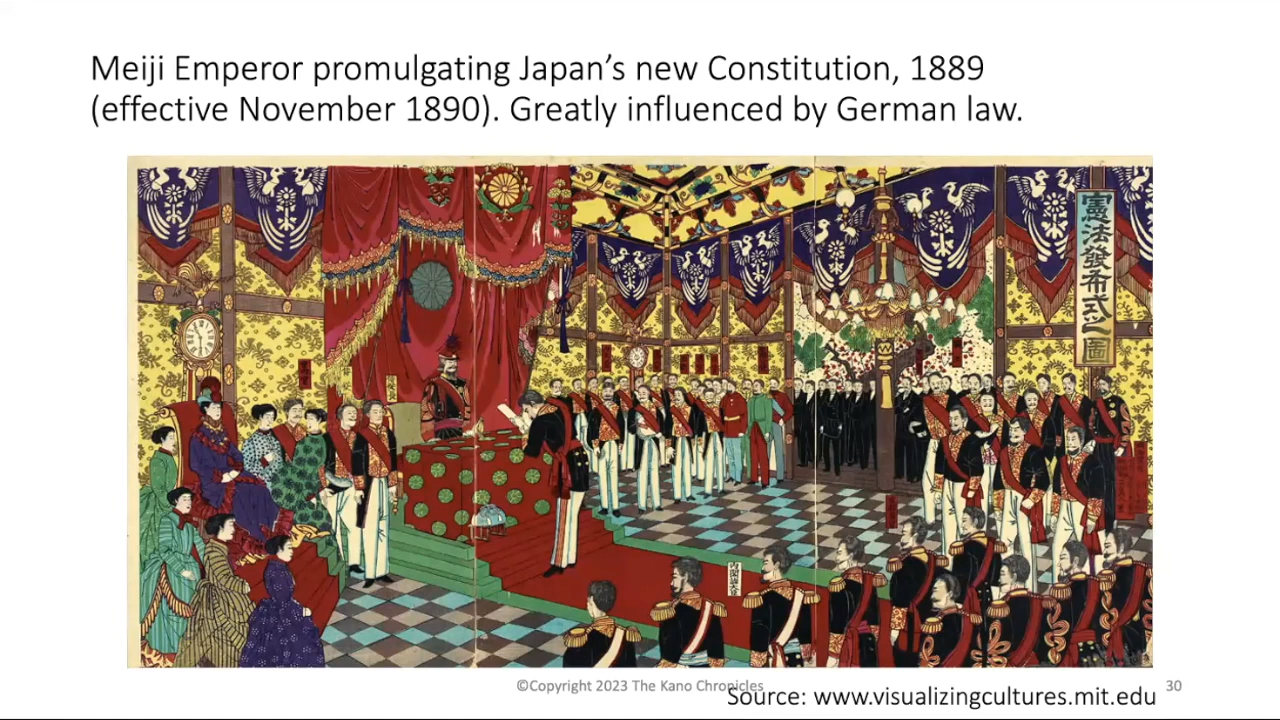 Meiji Emperor promulgating Japan's new Constitution, 1889
(effective November 1890). Greatly influenced by German law.
憲法發布式之圖
©Copyright 2023 The Kano Chronicles
Source: www.visualizingcultures.mit.edu
30